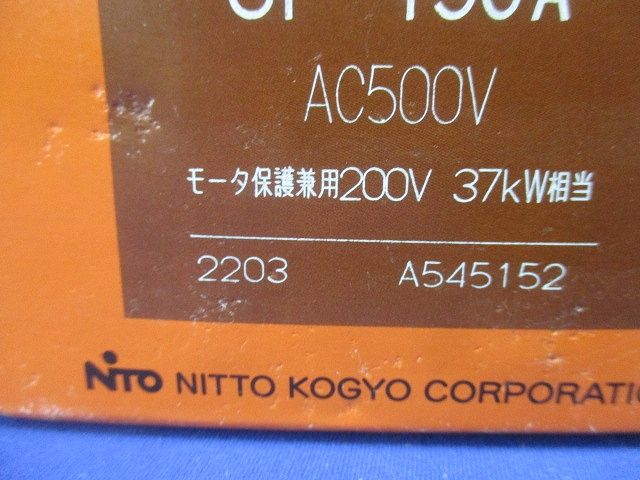 AC500V
モータ保護兼用200V 37kW相当
2203 A545152
NITO NITTO KOGYO CORPORATIO